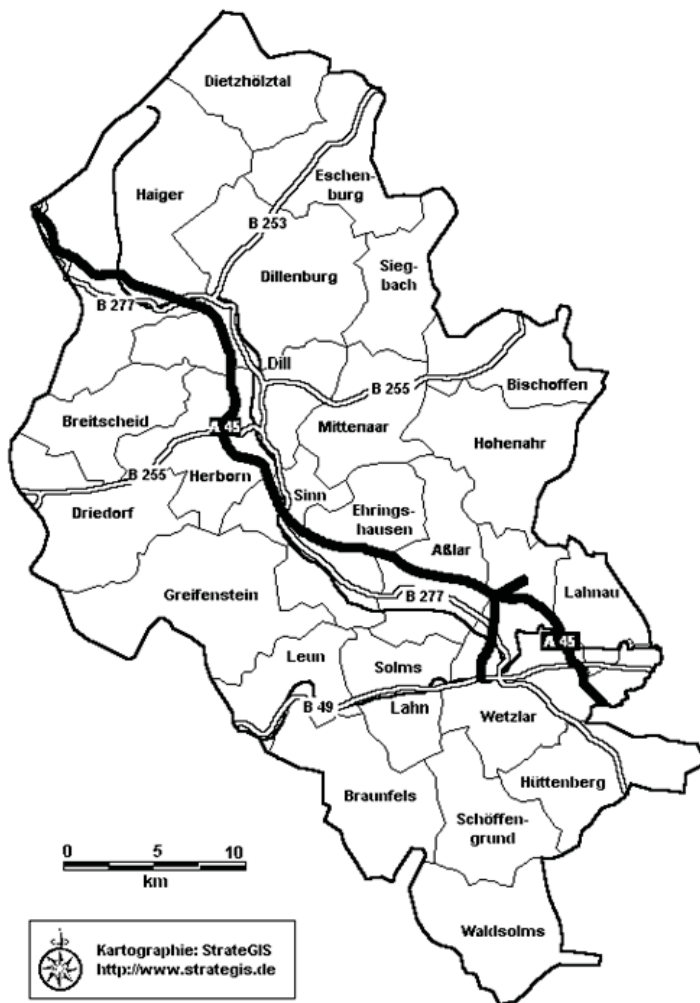 Dietzhölztal
Haiger
Eschen-
burg
B 253
Dillenburg
Sieg-
bach
B 277
Dill
B 255
Bischoffen
Breitscheid
A 45
Mittenaar
Hohenahr
B 255
Herborn
Sinn
Driedorf
Ehrings-
hausen
Aßlar
Greifenstein
B 277
Lahnau
A 45
Leun
Solms
B 49
Lahn
Wetzlar
Hüttenberg
Braunfels
Schöffen-
grund
0 5 10
km
Waldsolms
Kartographie: StrateGIS
http://www.strategis.de